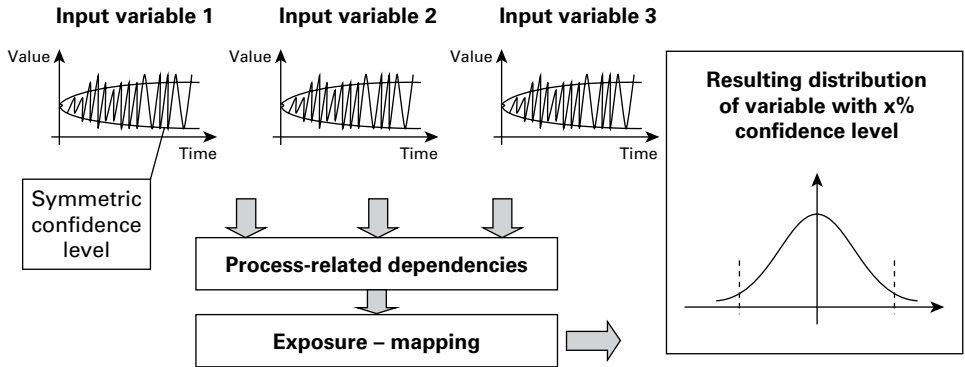 Input variable 1
Input variable 2
Input variable 3
Value
Time
Value
Time
Value
Time
Symmetric
confidence
level
Process-related dependencies
Exposure – mapping
Resulting distribution
of variable with x%
confidence level